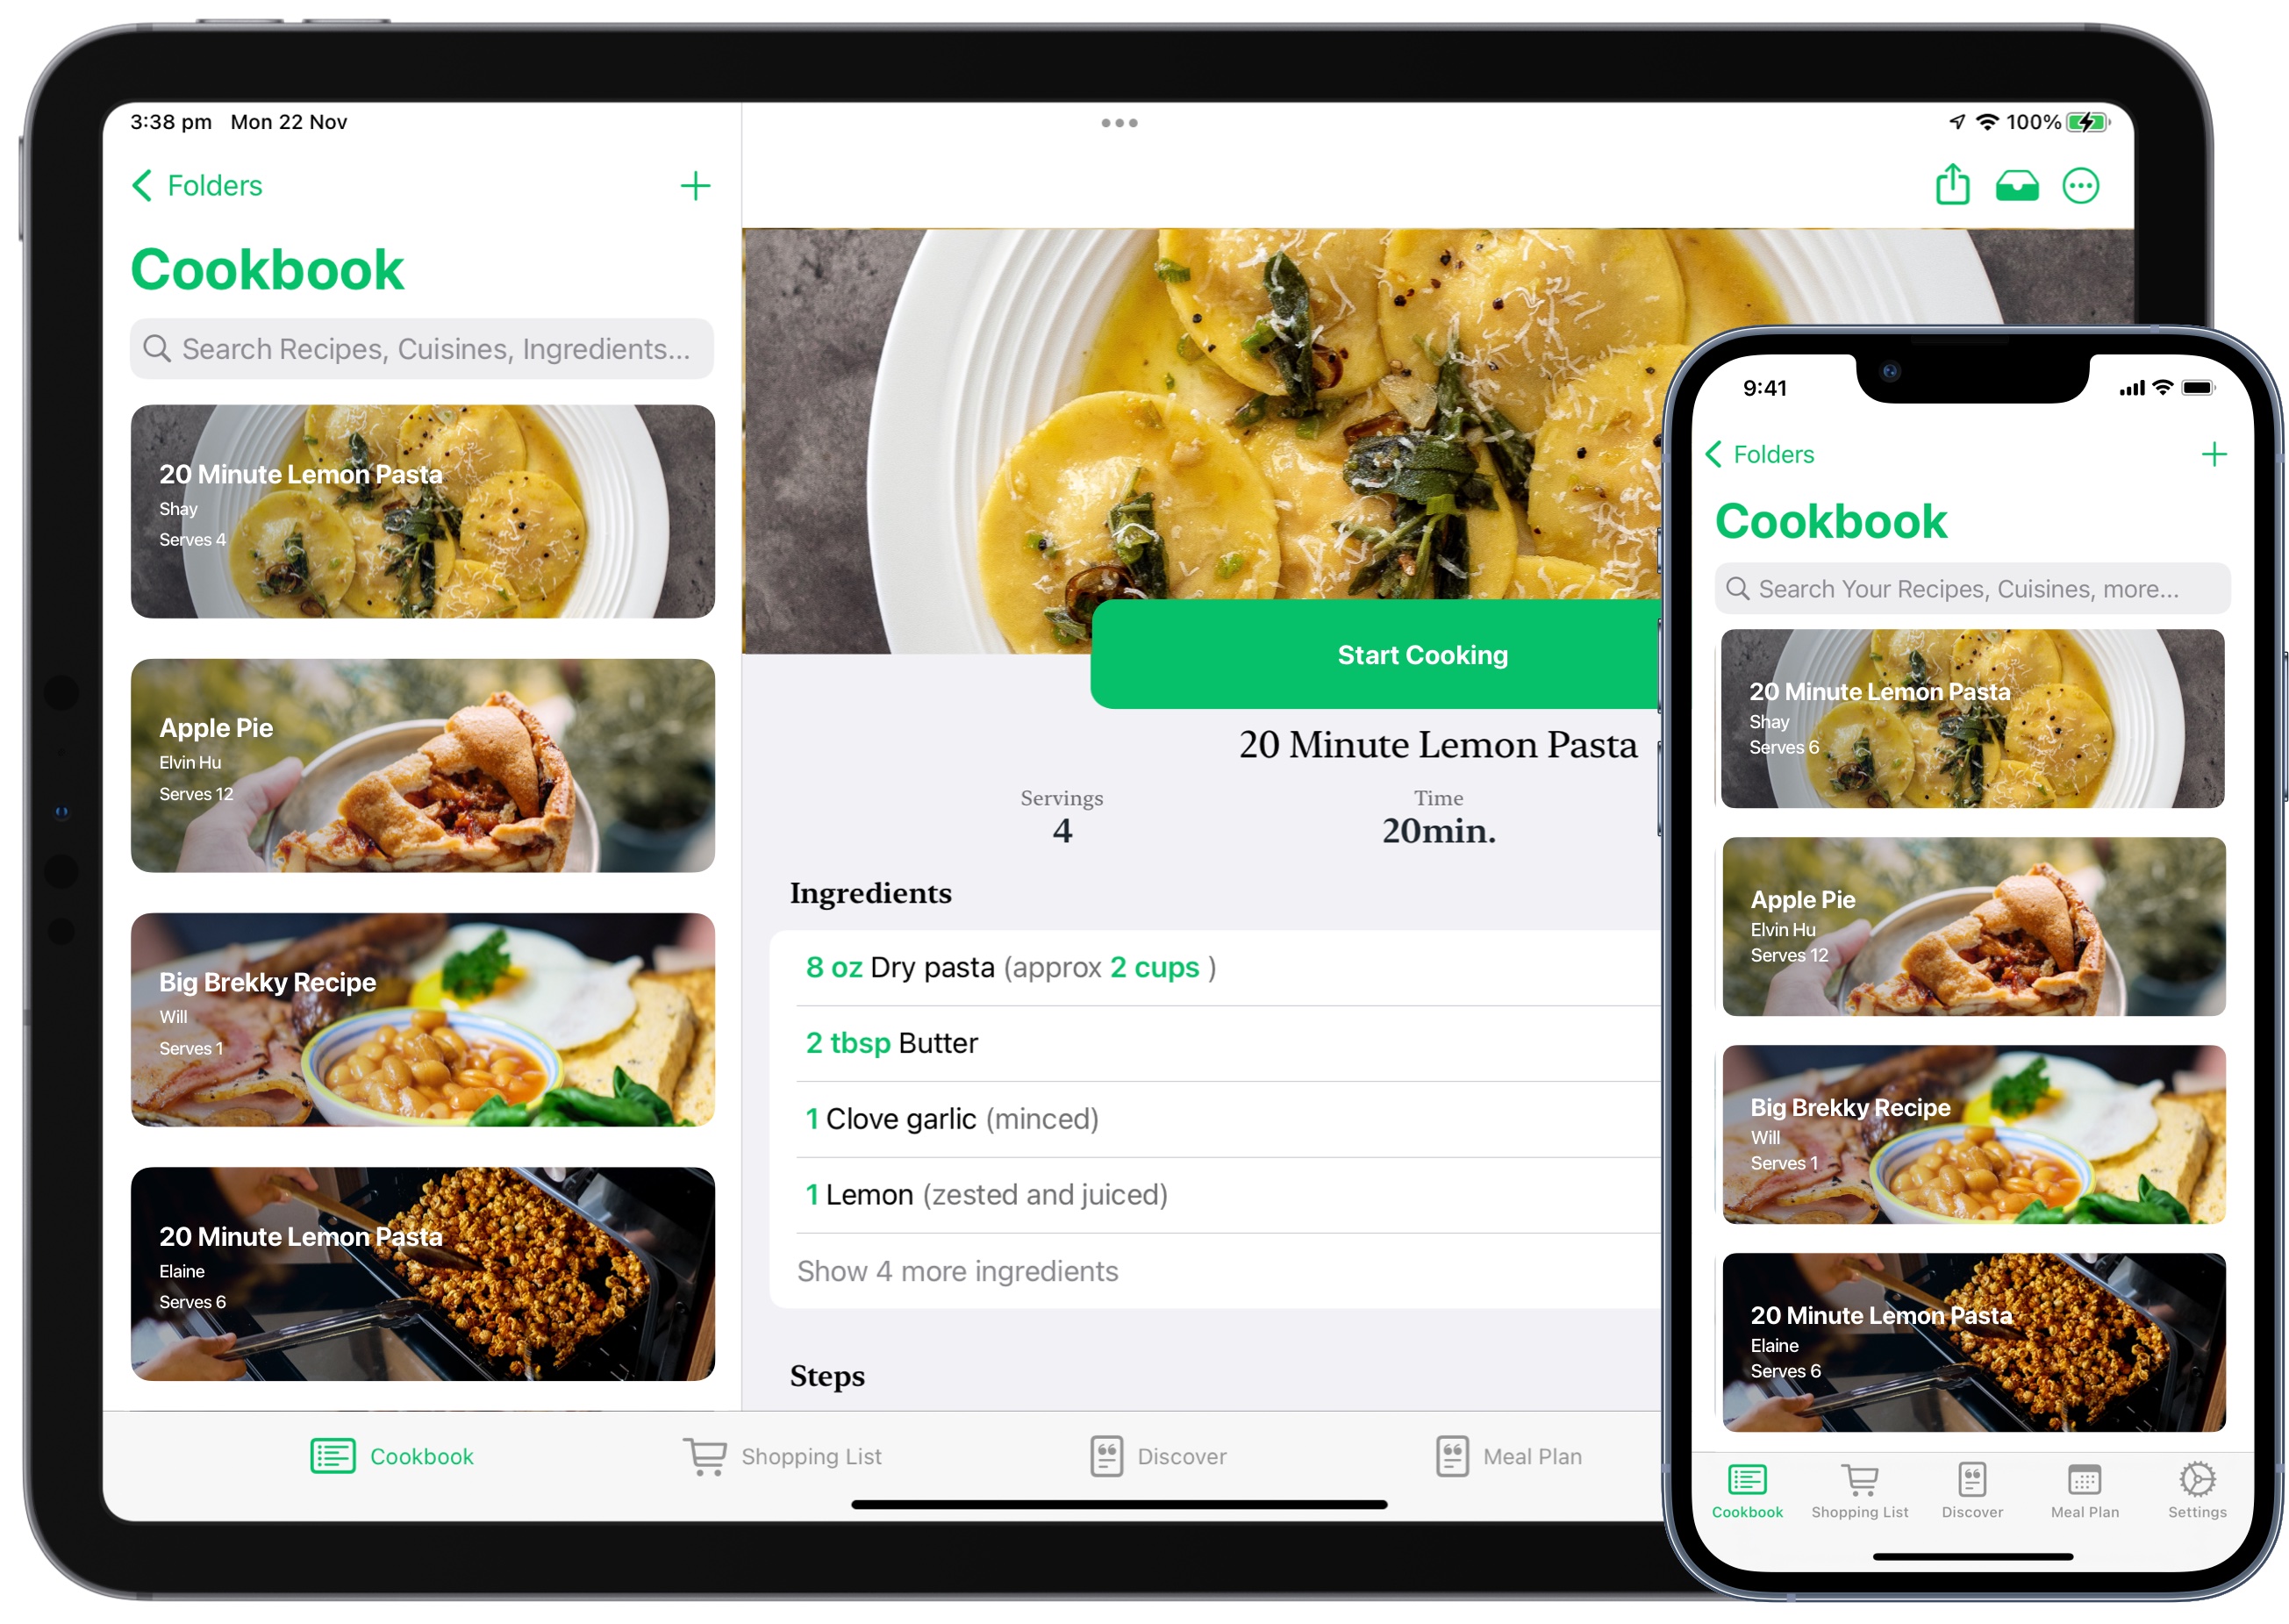 3:38 pm Mon 22 Nov
100%
Folders
Cookbook
Search Recipes, Cuisines, Ingredients...
20 Minute Lemon Pasta
Shay
Serves 4
Apple Pie
Elvin Hu
Serves 12
Big Brekky Recipe
Will
Serves 1
20 Minute Lemon Pasta
Elaine
Serves 6
Start Cooking
20 Minute Lemon Pasta
Servings
4
Time
20min.
Ingredients
8 oz Dry pasta (approx 2 cups )
2 tbsp Butter
1 Clove garlic (minced)
1 Lemon (zested and juiced)
Show 4 more ingredients
Steps
Cookbook
Shopping List
Discover
Meal Plan
9:41
Folders
Cookbook
Search Your Recipes, Cuisines, more...
20 Minute Lemon Pasta
Shay
Serves 6
Apple Pie
Elvin Hu
Serves 12
Big Brekky Recipe
Will
Serves 1
20 Minute Lemon Pasta
Elaine
Serves 6
Cookbook
Shopping List
Discover
Meal Plan
Settings